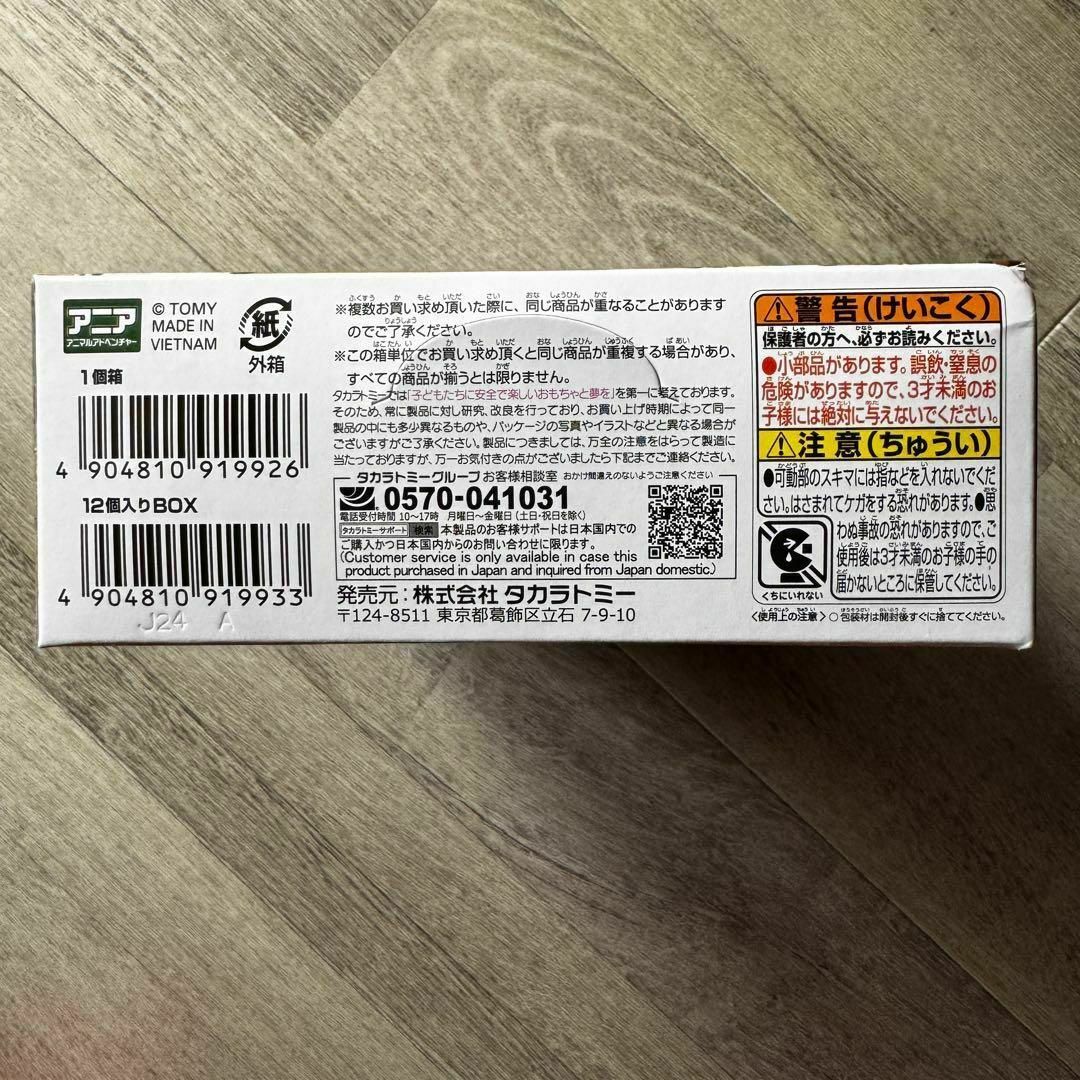 アニア
アニマルアドベンチャー
© TOMY
MADE IN
VIETNAM
紙
外箱
1個箱
4 904810 919926
12個入りBOX
4 904810 919933
J24 A
※複数お買い求め頂いた際に、同じ商品が重なることがあります
のでご了承ください。
※この箱単位でお買い求め頂くと同じ商品が重複する場合があり、
すべての商品が揃うとは限りません。
タカラトミーは「子どもたちに安全で楽しいおもちゃと夢を」を第一に考えております。
そのため、常に製品に対し研究、改良を行っており、お買い上げ時期によって同一
製品の中にも多少異なるものや、パッケージの写真やイラストなどと異なる場合が
ございますがご了承ください。製品につきましては、万全の注意をはらって製造に
当たっておりますが、万一お気付きの点がございましたら下記までご連絡ください。
タカラトミーグループ お客様相談室 おかけ間違えのないようご注意ください
0570-041031
電話受付時間 10〜17時 月曜日〜金曜日(土日・祝日を除く)
タカラトミーサポート 検索 本製品のお客様サポートは日本国内での
ご購入かつ日本国内からのお問い合わせに限ります。
(Customer service is only available in case this
product purchased in Japan and inquired from Japan domestic.)
発売元:株式会社 タカラトミー
〒124-8511 東京都葛飾区立石 7-9-10
警告(けいこく)
保護者の方へ、必ずお読みください。
●小部品があります。誤飲・窒息の
危険がありますので、3才未満のお
子様には絶対に与えないでください。
注意(ちゅうい)
●可動部のスキマには指などを入れないでくだ
さい。はさまれてケガをする恐れがあります。●思
わぬ事故の恐れがありますので、ご
使用後は3才未満のお子様の手の
届かないところに保管してください。
くちにいれない
〈使用上の注意〉○包装材は開封後すぐに捨ててください。